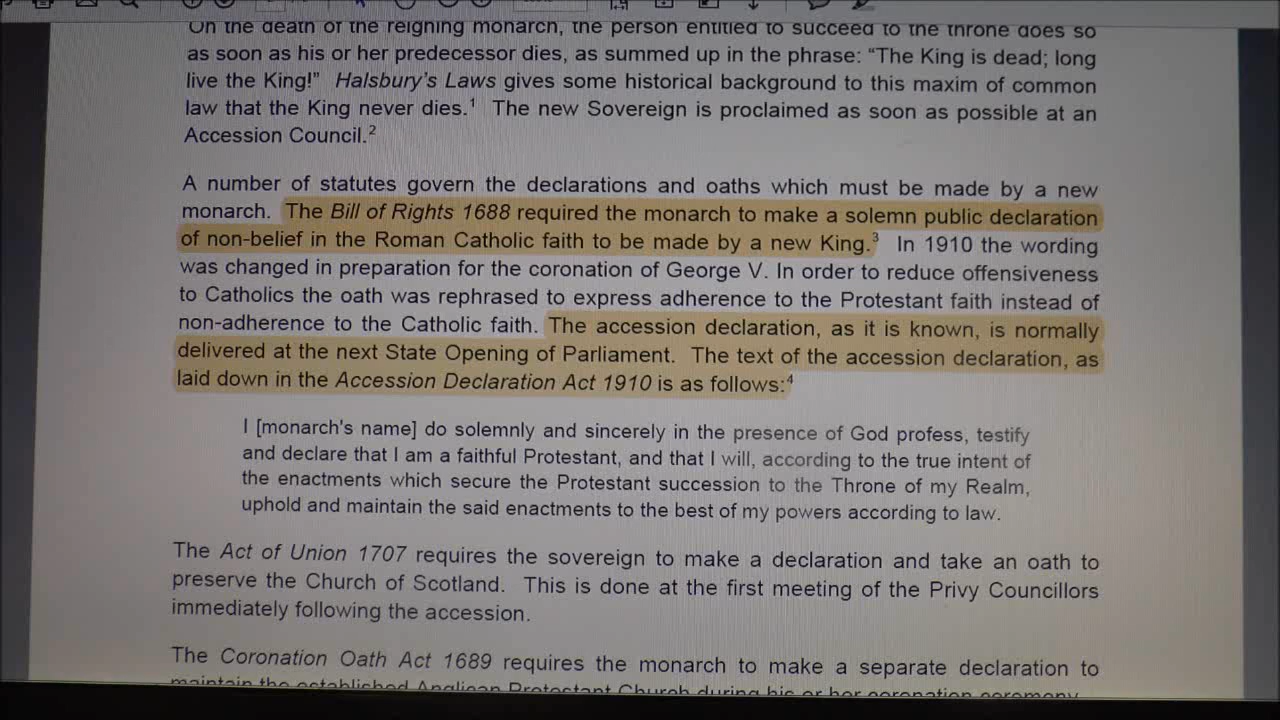 On the death of the reigning monarch, the person entitled to succeed to the throne does so
as soon as his or her predecessor dies, as summed up in the phrase: “The King is dead; long
live the King!” Halsbury’s Laws gives some historical background to this maxim of common
law that the King never dies.¹ The new Sovereign is proclaimed as soon as possible at an
Accession Council.²
A number of statutes govern the declarations and oaths which must be made by a new
monarch. The Bill of Rights 1688 required the monarch to make a solemn public declaration
of non-belief in the Roman Catholic faith to be made by a new King.³ In 1910 the wording
was changed in preparation for the coronation of George V. In order to reduce offensiveness
to Catholics the oath was rephrased to express adherence to the Protestant faith instead of
non-adherence to the Catholic faith. The accession declaration, as it is known, is normally
delivered at the next State Opening of Parliament. The text of the accession declaration, as
laid down in the Accession Declaration Act 1910 is as follows:⁴
I [monarch's name] do solemnly and sincerely in the presence of God profess, testify
and declare that I am a faithful Protestant, and that I will, according to the true intent of
the enactments which secure the Protestant succession to the Throne of my Realm,
uphold and maintain the said enactments to the best of my powers according to law.
The Act of Union 1707 requires the sovereign to make a declaration and take an oath to
preserve the Church of Scotland. This is done at the first meeting of the Privy Councillors
immediately following the accession.
The Coronation Oath Act 1689 requires the monarch to make a separate declaration to
maintain the established Anglican Protestant Church during his or her coronation ceremony.